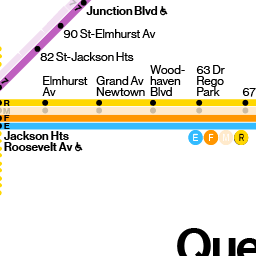 Junction Blvd ♿
90 St-Elmhurst Av
82 St-Jackson Hts
Elmhurst
Av
Grand Av
Newtown
Wood-
haven
Blvd
63 Dr
Rego
Park
67
R
M
F
E
Jackson Hts
Roosevelt Av ♿
E F M R
Que